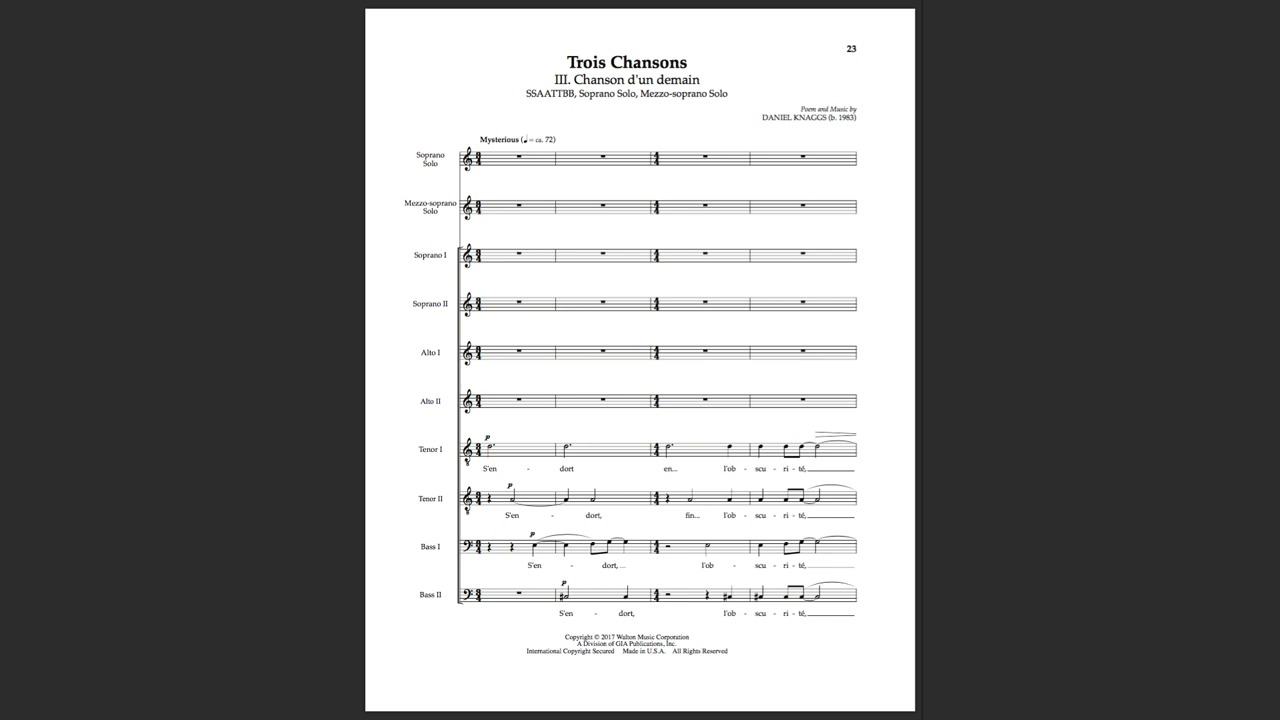 23
Trois Chansons
III. Chanson d'un demain
SSAATTBB, Soprano Solo, Mezzo-soprano Solo
Poem and Music by
DANIEL KNAGGS (b. 1983)
Mysterious (♩ = ca. 72)
Soprano
Solo
Mezzo-soprano
Solo
Soprano I
Soprano II
Alto I
Alto II
Tenor I
p
S'en - dort en... l'ob - scu - ri - té,
Tenor II
p
S'en - dort, fin... l'ob - scu - ri - té,
Bass I
p
S'en - dort,... l'ob - scu - ri - té,
Bass II
p
S'en - dort, l'ob - scu - ri - té,
Copyright © 2017 Walton Music Corporation
A Division of GIA Publications, Inc.
International Copyright Secured Made in U.S.A. All Rights Reserved